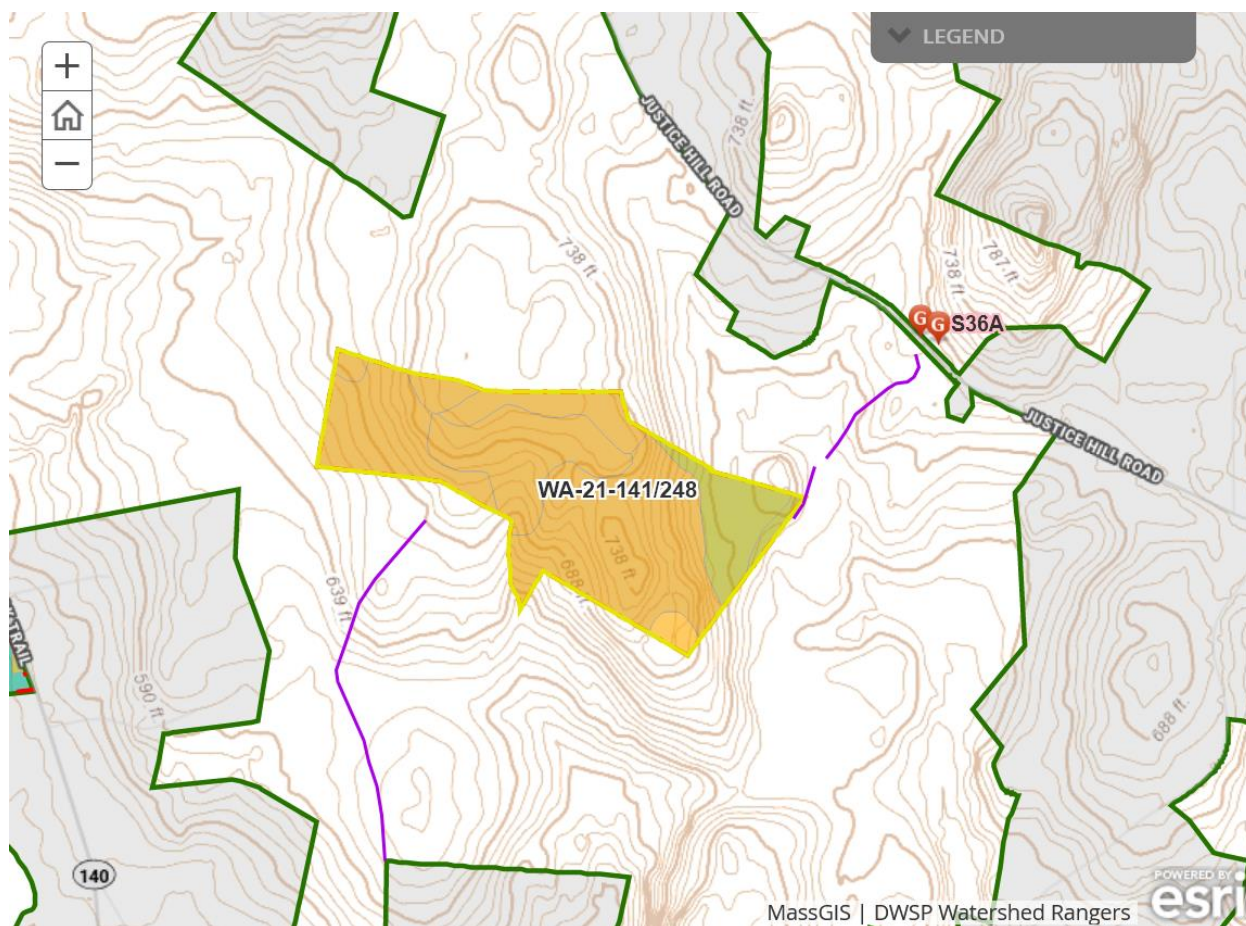 +
−
LEGEND
JUSTICE HILL ROAD
738 ft.
738 ft
738 ft
787 ft
G
G
S36A
JUSTICE HILL ROAD
WA-21-141/248
738 ft
688 ft
639 ft
TRAIL
590 ft.
688 ft.
140
POWERED BY
esri
MassGIS | DWSP Watershed Rangers